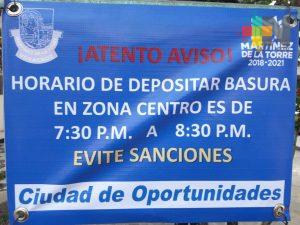 ¡ATENTO AVISO!
MARTÍNEZ
DE LA TORRE
2018-2021
HORARIO DE DEPOSITAR BASURA
EN ZONA CENTRO ES DE
7:30 P.M. A 8:30 P.M.
EVITE SANCIONES
Ciudad de Oportunidades